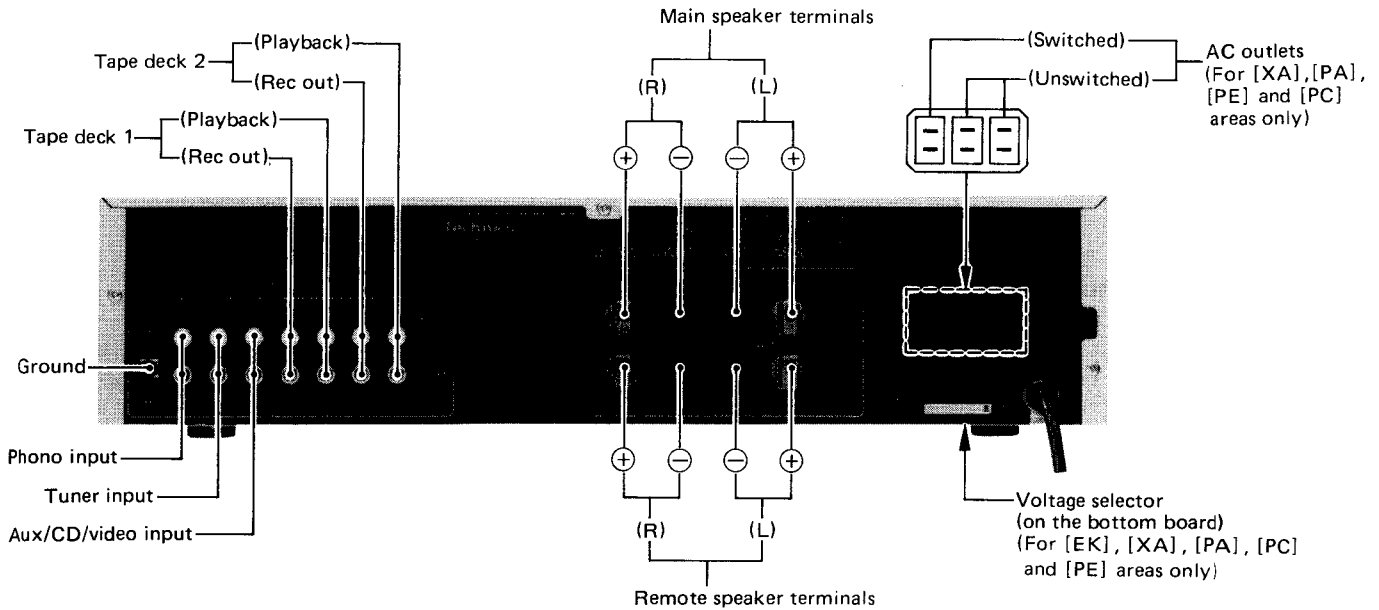 Main speaker terminals
Tape deck 2
(Playback)
(Rec out)
Tape deck 1
(Playback)
(Rec out)
(R)
(L)
+
−
−
+
(Switched)
(Unswitched)
AC outlets
(For [XA], [PA],
[PE] and [PC]
areas only)
Technics
Ground
Phono input
Tuner input
Aux/CD/video input
+
−
−
+
(R)
(L)
Remote speaker terminals
Voltage selector
(on the bottom board)
(For [EK], [XA], [PA], [PC]
and [PE] areas only)